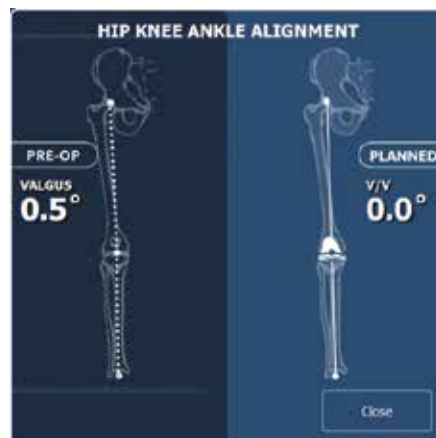 HIP KNEE ANKLE ALIGNMENT
PRE-OP
VALGUS
0.5°
PLANNED
V/V
0.0°
Close